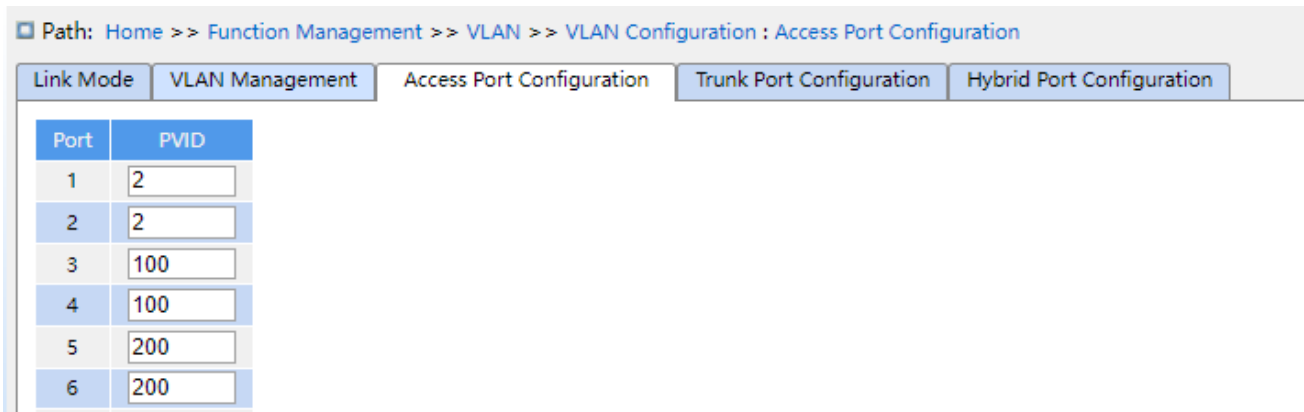 Path: Home >> Function Management >> VLAN >> VLAN Configuration : Access Port Configuration
Link Mode VLAN Management Access Port Configuration Trunk Port Configuration Hybrid Port Configuration
Port PVID
1 2
2 2
3 100
4 100
5 200
6 200